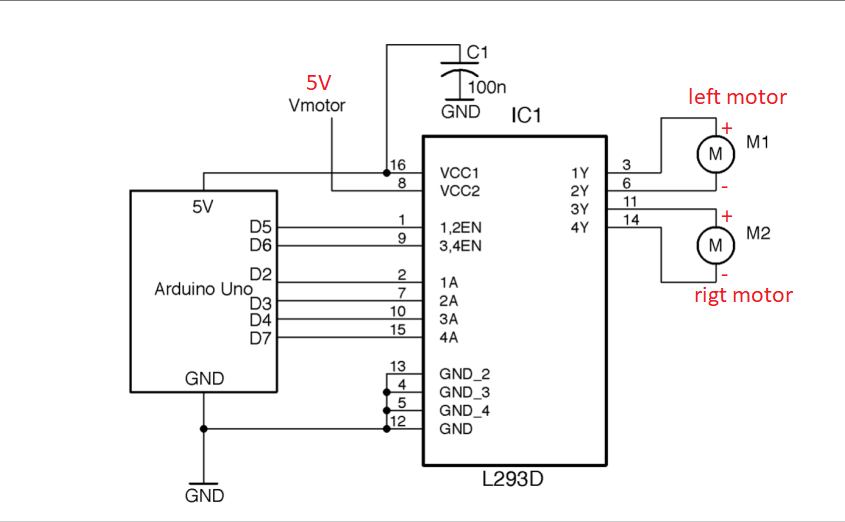 C1
5V
100n
Vmotor
GND
IC1
left motor
+
M1
16
VCC1
1Y
3
M
8
VCC2
2Y
6
-
5V
3Y
11
D5
1
1,2EN
4Y
14
+
D6
9
3,4EN
M
M2
D2
2
1A
-
Arduino Uno
D3
7
2A
rigt motor
D4
10
3A
D7
15
4A
GND
13
GND_2
4
GND_3
5
GND_4
12
GND
L293D
GND